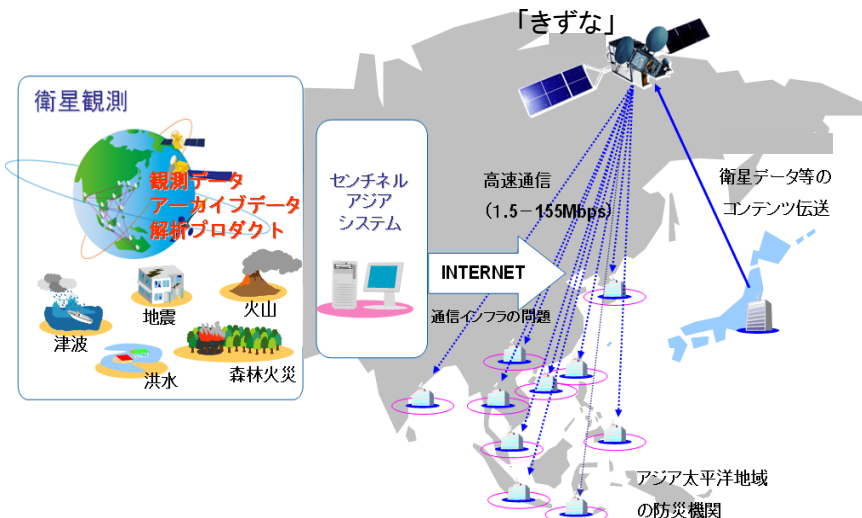 「きずな」
衛星観測
観測データ
アーカイブデータ
解析プロダクト
津波
地震
火山
洪水
森林火災
センチネル
アジア
システム
INTERNET
通信インフラの問題
高速通信
（1.5－155Mbps）
衛星データ等の
コンテンツ伝送
アジア太平洋地域
の防災機関